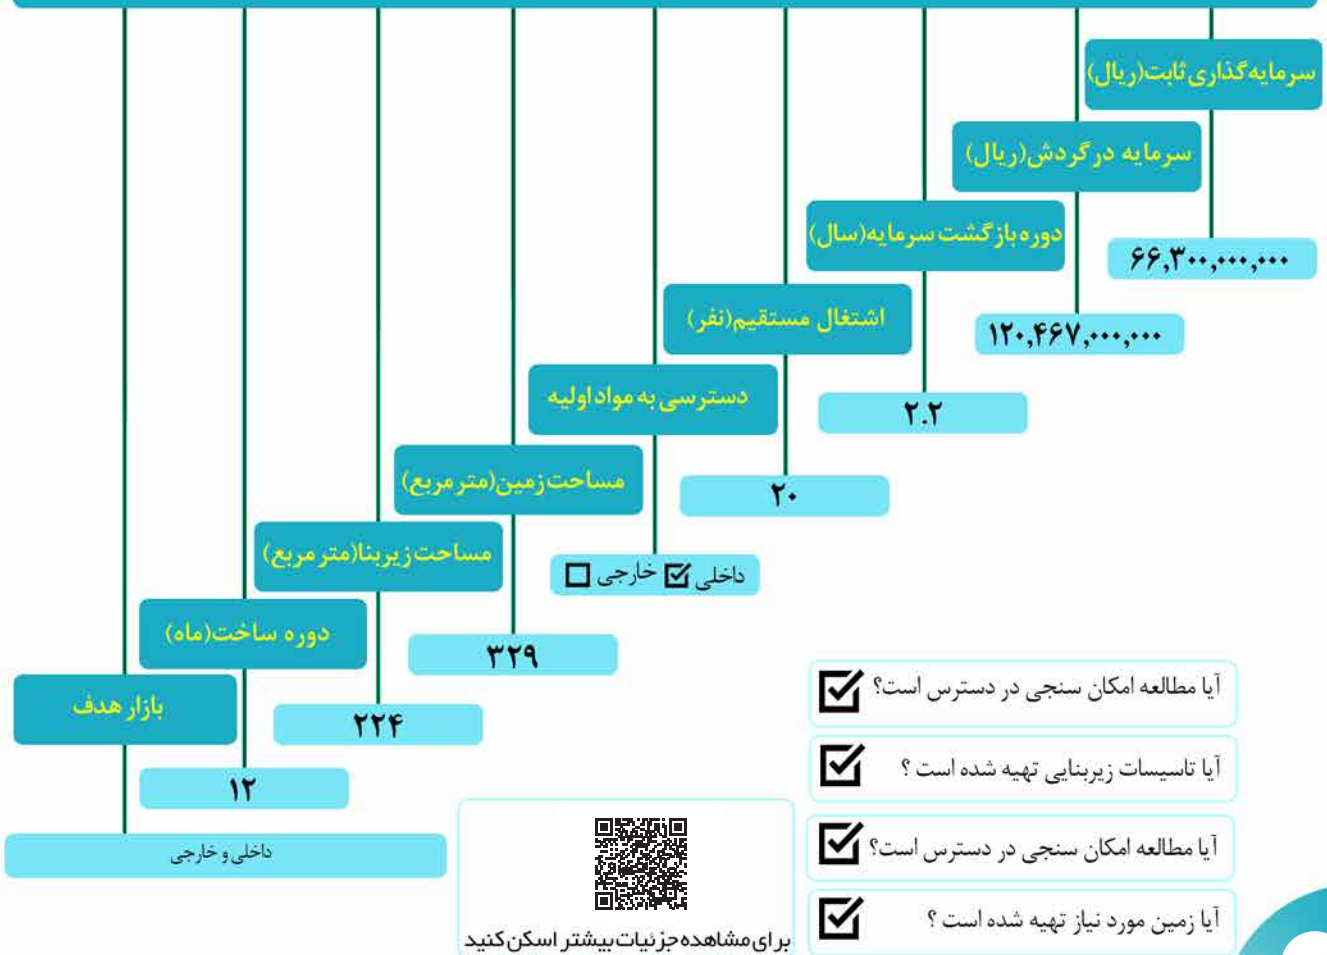 سرمایه‌گذاری ثابت(ریال)
۶۶,۳۰۰,۰۰۰,۰۰۰
سرمایه در گردش(ریال)
۱۲۰,۴۶۷,۰۰۰,۰۰۰
دوره بازگشت سرمایه(سال)
۲.۲
اشتغال مستقیم(نفر)
۲۰
دسترسی به مواد اولیه
داخلی ☑ خارجی ☐
مساحت زمین(متر مربع)
۳۲۹
مساحت زیربنا(متر مربع)
۲۲۴
دوره ساخت(ماه)
۱۲
بازار هدف
داخلی و خارجی
آیا مطالعه امکان سنجی در دسترس است؟ ☑
آیا تاسیسات زیربنایی تهیه شده است ؟ ☑
آیا مطالعه امکان سنجی در دسترس است؟ ☑
آیا زمین مورد نیاز تهیه شده است ؟ ☑
برای مشاهده جزئیات بیشتر اسکن کنید